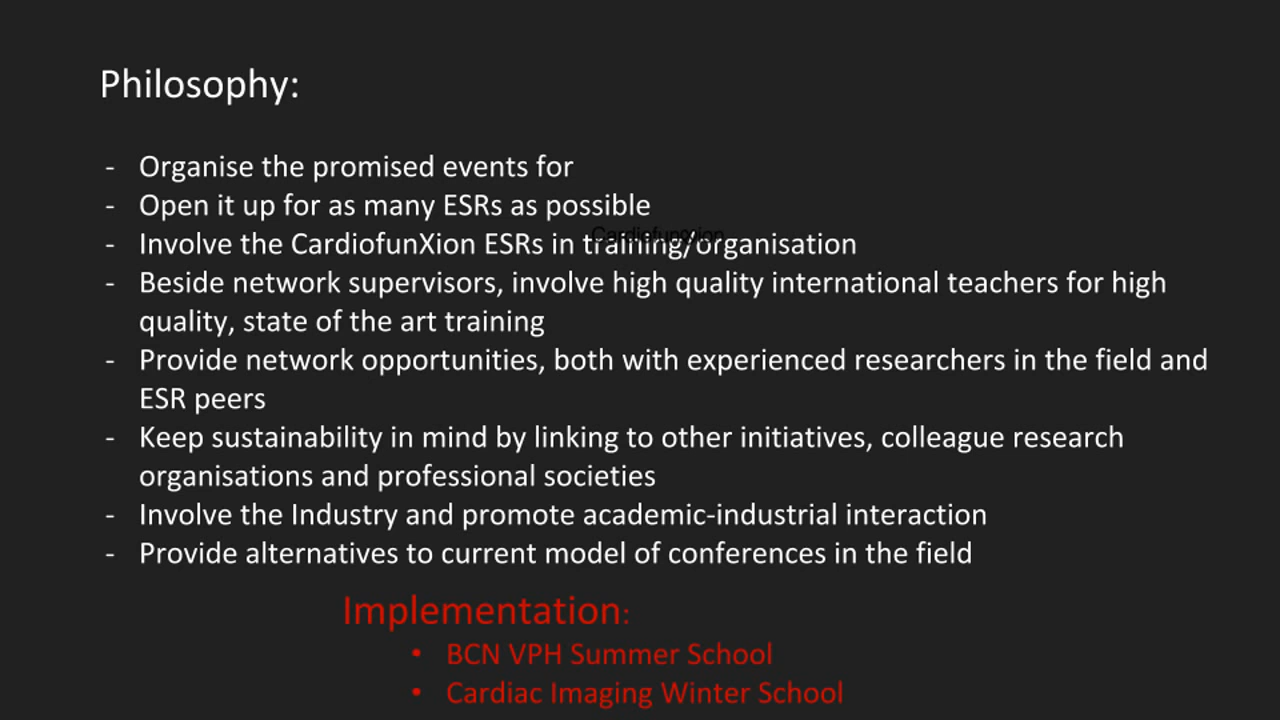 Philosophy:
- Organise the promised events for
- Open it up for as many ESRs as possible
Cardiofunxion
- Involve the CardiofunXion ESRs in training/organisation
- Beside network supervisors, involve high quality international teachers for high
quality, state of the art training
- Provide network opportunities, both with experienced researchers in the field and
ESR peers
- Keep sustainability in mind by linking to other initiatives, colleague research
organisations and professional societies
- Involve the Industry and promote academic-industrial interaction
- Provide alternatives to current model of conferences in the field
Implementation:
• BCN VPH Summer School
• Cardiac Imaging Winter School